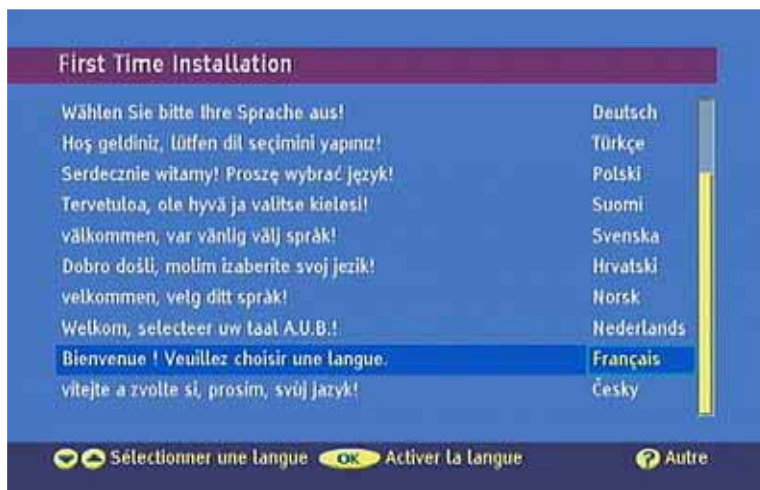 First Time Installation
Wählen Sie bitte Ihre Sprache aus! Deutsch
Hoş geldiniz, lütfen dil seçimini yapınız! Türkçe
Serdecznie witamy! Proszę wybrać język! Polski
Tervetuloa, ole hyvä ja valitse kielesi! Suomi
välkommen, var vänlig välj språk! Svenska
Dobro došli, molim izaberite svoj jezik! Hrvatski
velkommen, velg ditt språk! Norsk
Welkom, selecteer uw taal A.U.B.! Nederlands
Bienvenue ! Veuillez choisir une langue. Français
vítejte a zvolte si, prosím, svůj jazyk! Česky
Sélectionner une langue OK Activer la langue ? Autre